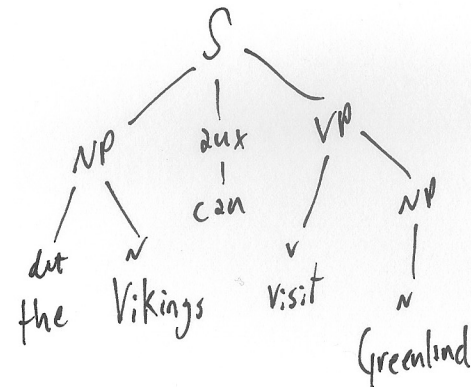 S
NP aux VP
can NP
det N v N
the Vikings visit Greenland